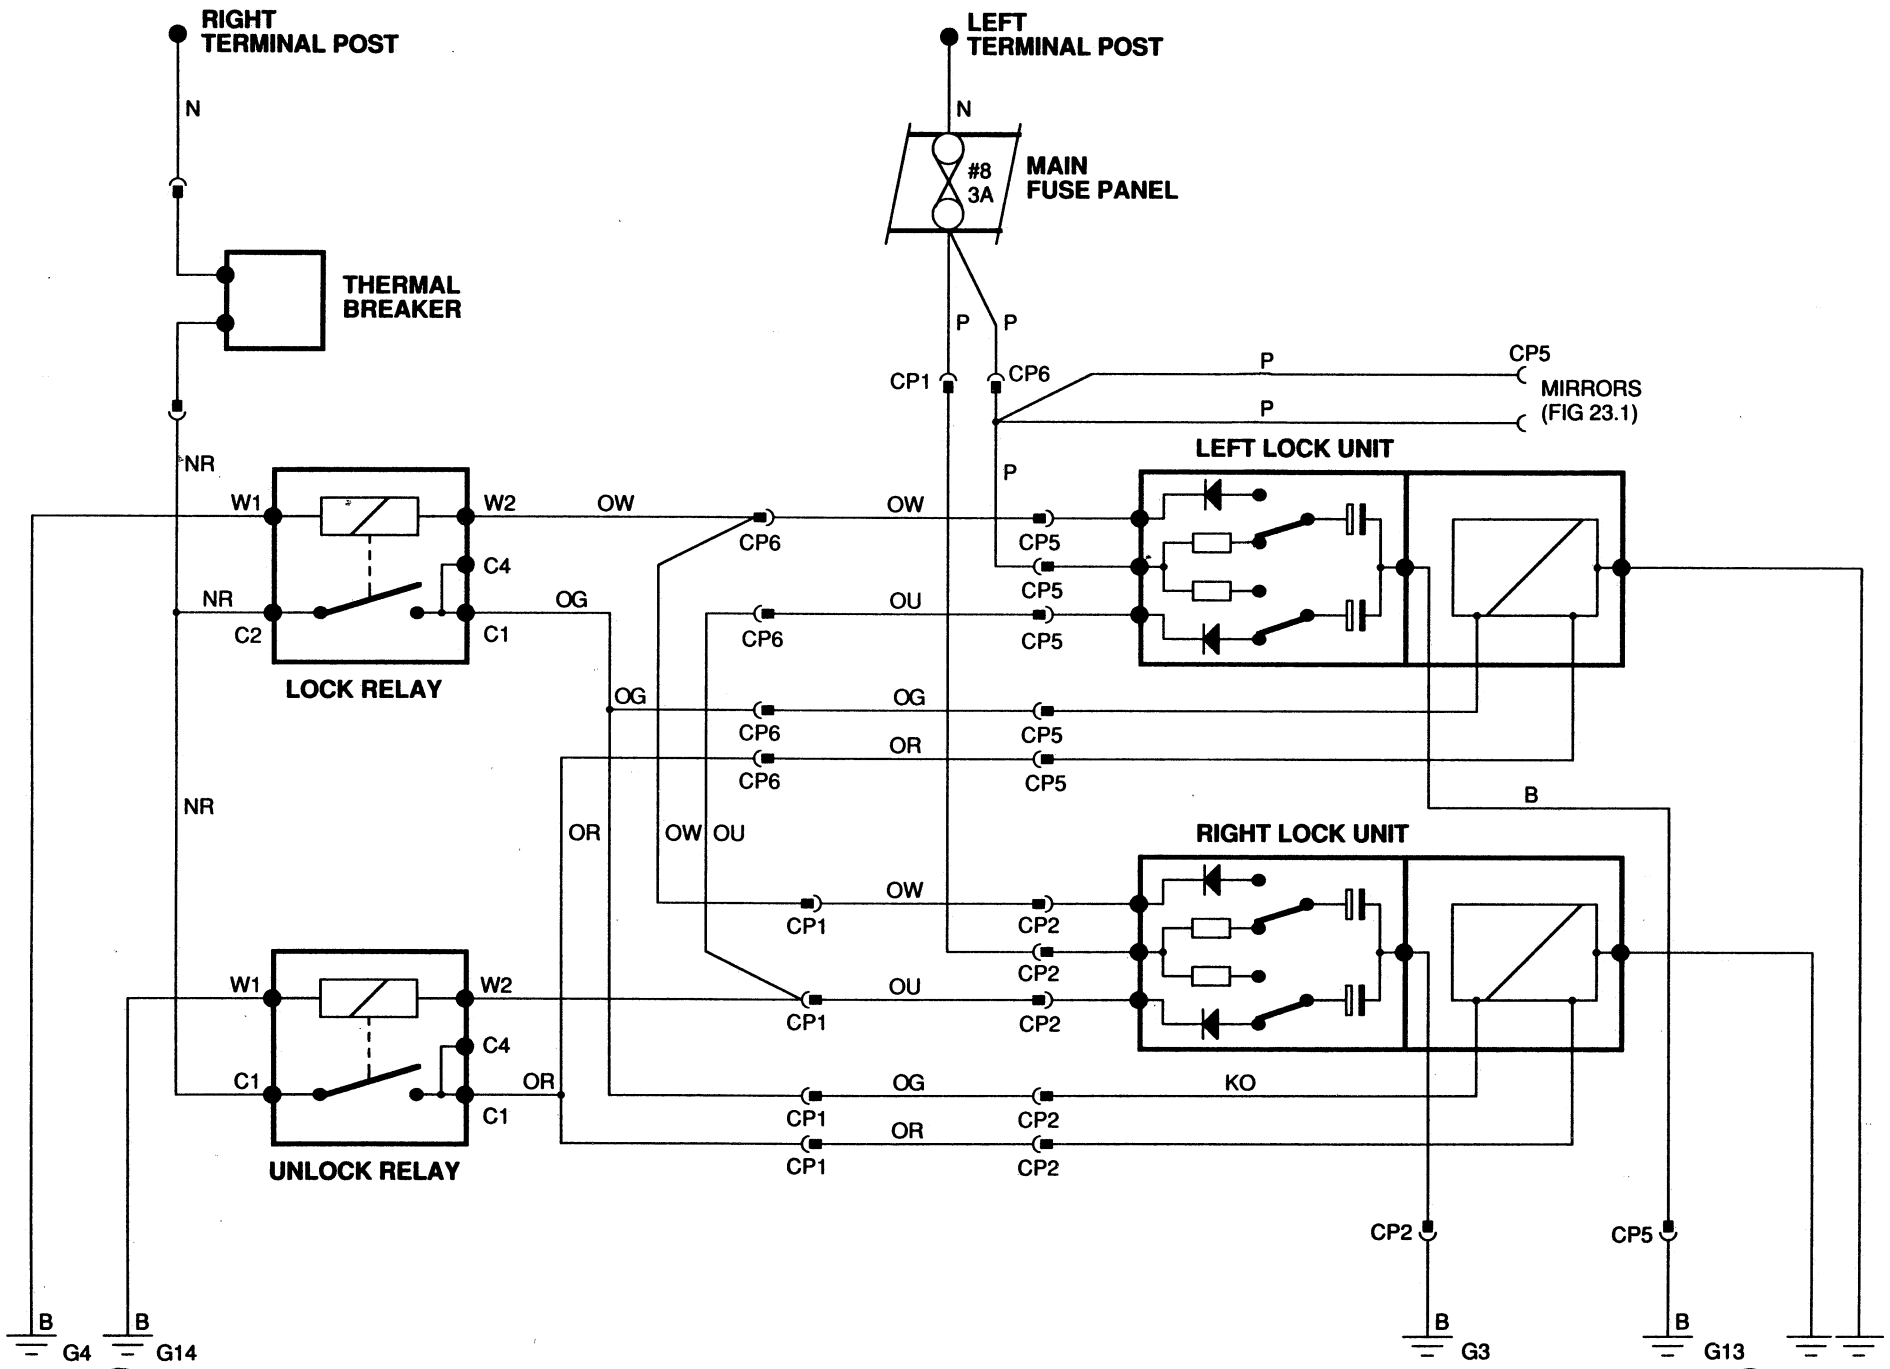 RIGHT
TERMINAL POST
LEFT
TERMINAL POST
N
N
#8
3A
MAIN
FUSE PANEL
THERMAL
BREAKER
P
P
CP1
CP6
P
CP5
MIRRORS
(FIG 23.1)
P
LEFT LOCK UNIT
NR
P
W1
W2
OW
CP6
OW
CP5
C4
CP5
NR
C2
C1
OG
CP6
OU
CP5
LOCK RELAY
OG
CP6
OG
CP5
OR
CP6
CP5
NR
OR
OW
OU
B
RIGHT LOCK UNIT
OW
CP1
CP2
CP2
W1
W2
CP1
OU
CP2
C4
C1
C1
OR
CP1
OG
CP2
KO
OR
CP1
CP2
UNLOCK RELAY
CP2
CP5
B
G4
B
G14
B
G3
B
G13